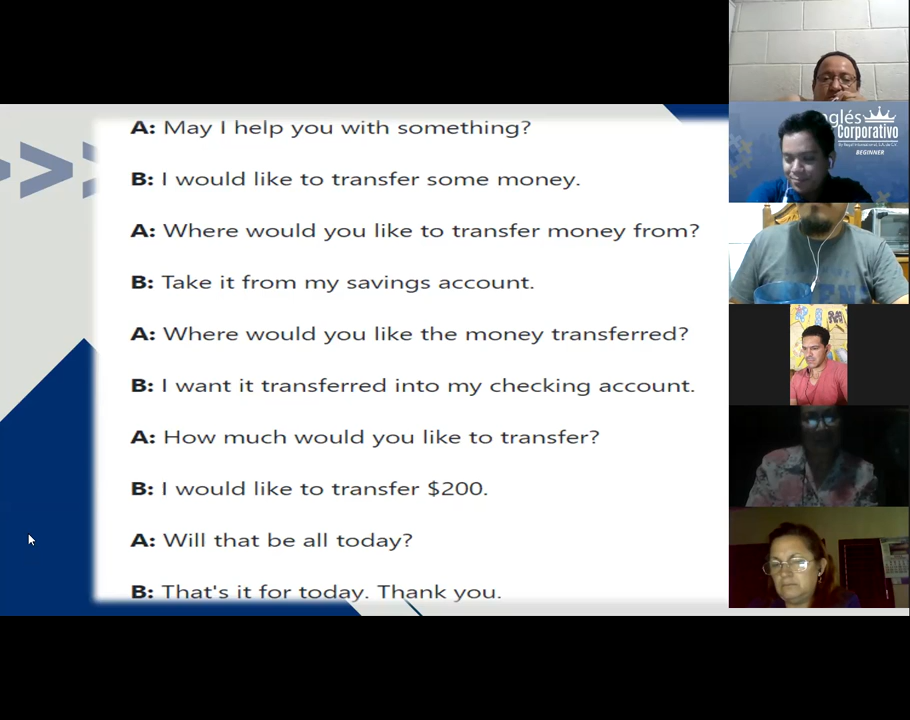 A: May I help you with something?
B: I would like to transfer some money.
A: Where would you like to transfer money from?
B: Take it from my savings account.
A: Where would you like the money transferred?
B: I want it transferred into my checking account.
A: How much would you like to transfer?
B: I would like to transfer $200.
A: Will that be all today?
B: That's it for today. Thank you.
glés
Corporativo
BEGINNER